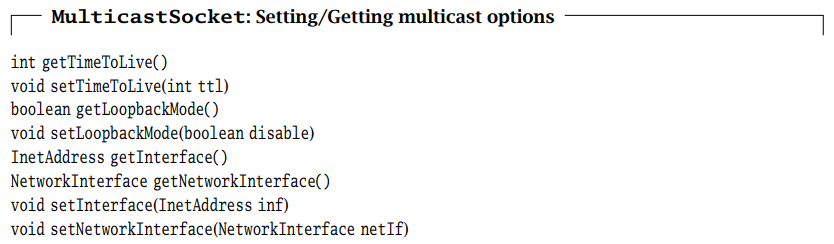 MulticastSocket: Setting/Getting multicast options
int getTimeToLive()
void setTimeToLive(int ttl)
boolean getLoopbackMode()
void setLoopbackMode(boolean disable)
InetAddress getInterface()
NetworkInterface getNetworkInterface()
void setInterface(InetAddress inf)
void setNetworkInterface(NetworkInterface netIf)